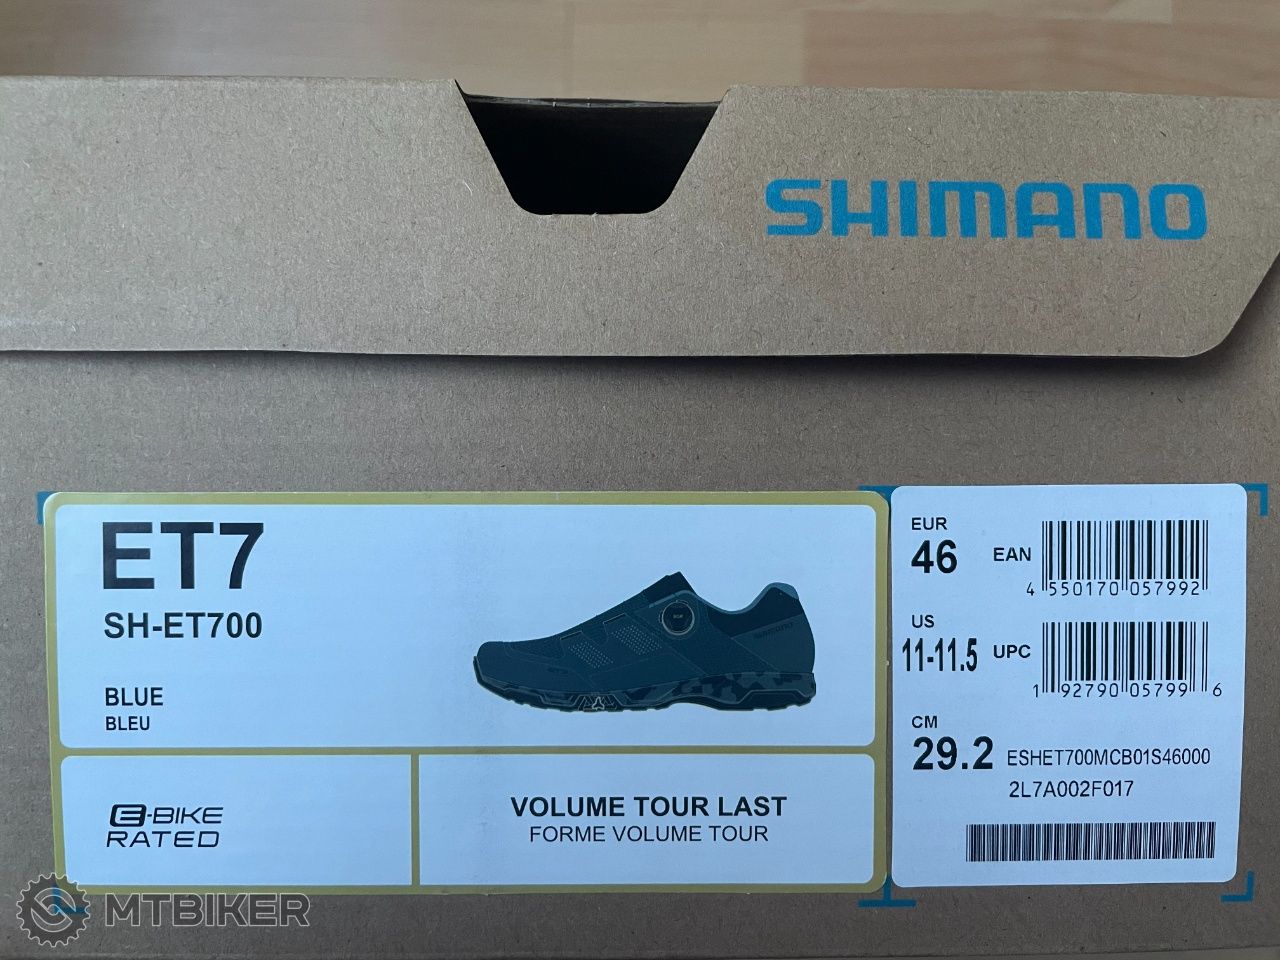 SHIMANO
ET7
SH-ET700
BLUE
BLEU
E-BIKE
RATED
VOLUME TOUR LAST
FORME VOLUME TOUR
EUR
46
EAN
4 550170 057992
US
11-11.5
UPC
1 92790 05799 6
CM
29.2
ESHET700MCB01S46000
2L7A002F017
MTBIKER